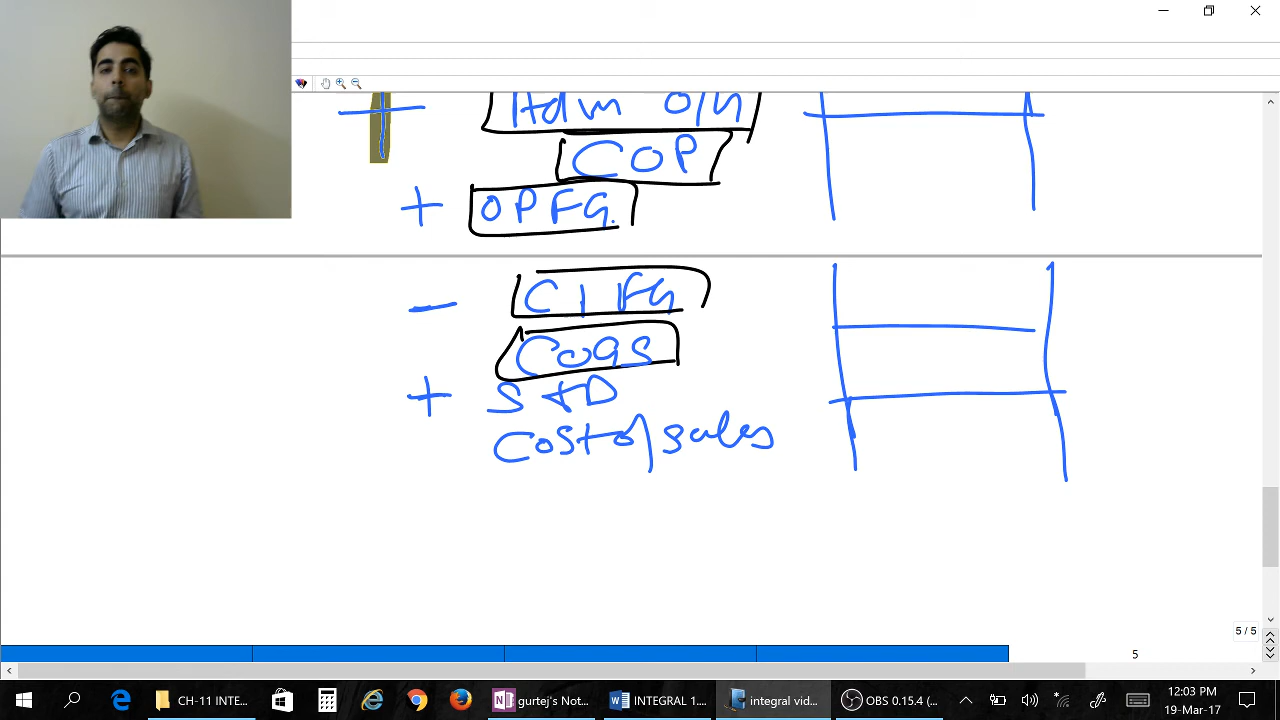 + Adm O/H
COP
+ OPFG.
- CIFG
COGS
+ S+D
Cost of sales
5 / 5
5
CH-11 INTE...
gurtej's Not...
INTEGRAL 1...
integral vid...
OBS 0.15.4 (...
12:03 PM
19-Mar-17